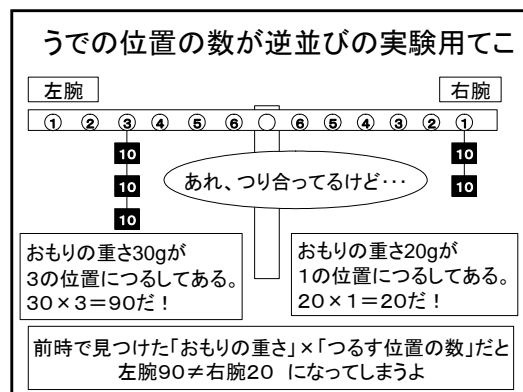 うでの位置の数が逆並びの実験用てこ
左腕
右腕
① ② ③ ④ ⑤ ⑥ ⑥ ⑤ ④ ③ ② ①
10 10
10 10
10
あれ、つり合ってるけど･･･
おもりの重さ30gが
3の位置につるしてある。
30×3=90だ!
おもりの重さ20gが
1の位置につるしてある。
20×1=20だ!
前時で見つけた「おもりの重さ」×「つるす位置の数」だと
左腕90≠右腕20 になってしまうよ